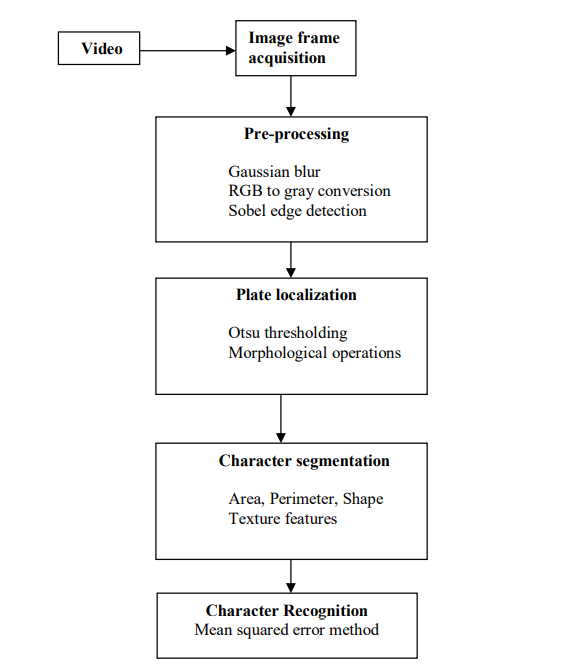 Video
Image frame
acquisition
Pre-processing
Gaussian blur
RGB to gray conversion
Sobel edge detection
Plate localization
Otsu thresholding
Morphological operations
Character segmentation
Area, Perimeter, Shape
Texture features
Character Recognition
Mean squared error method